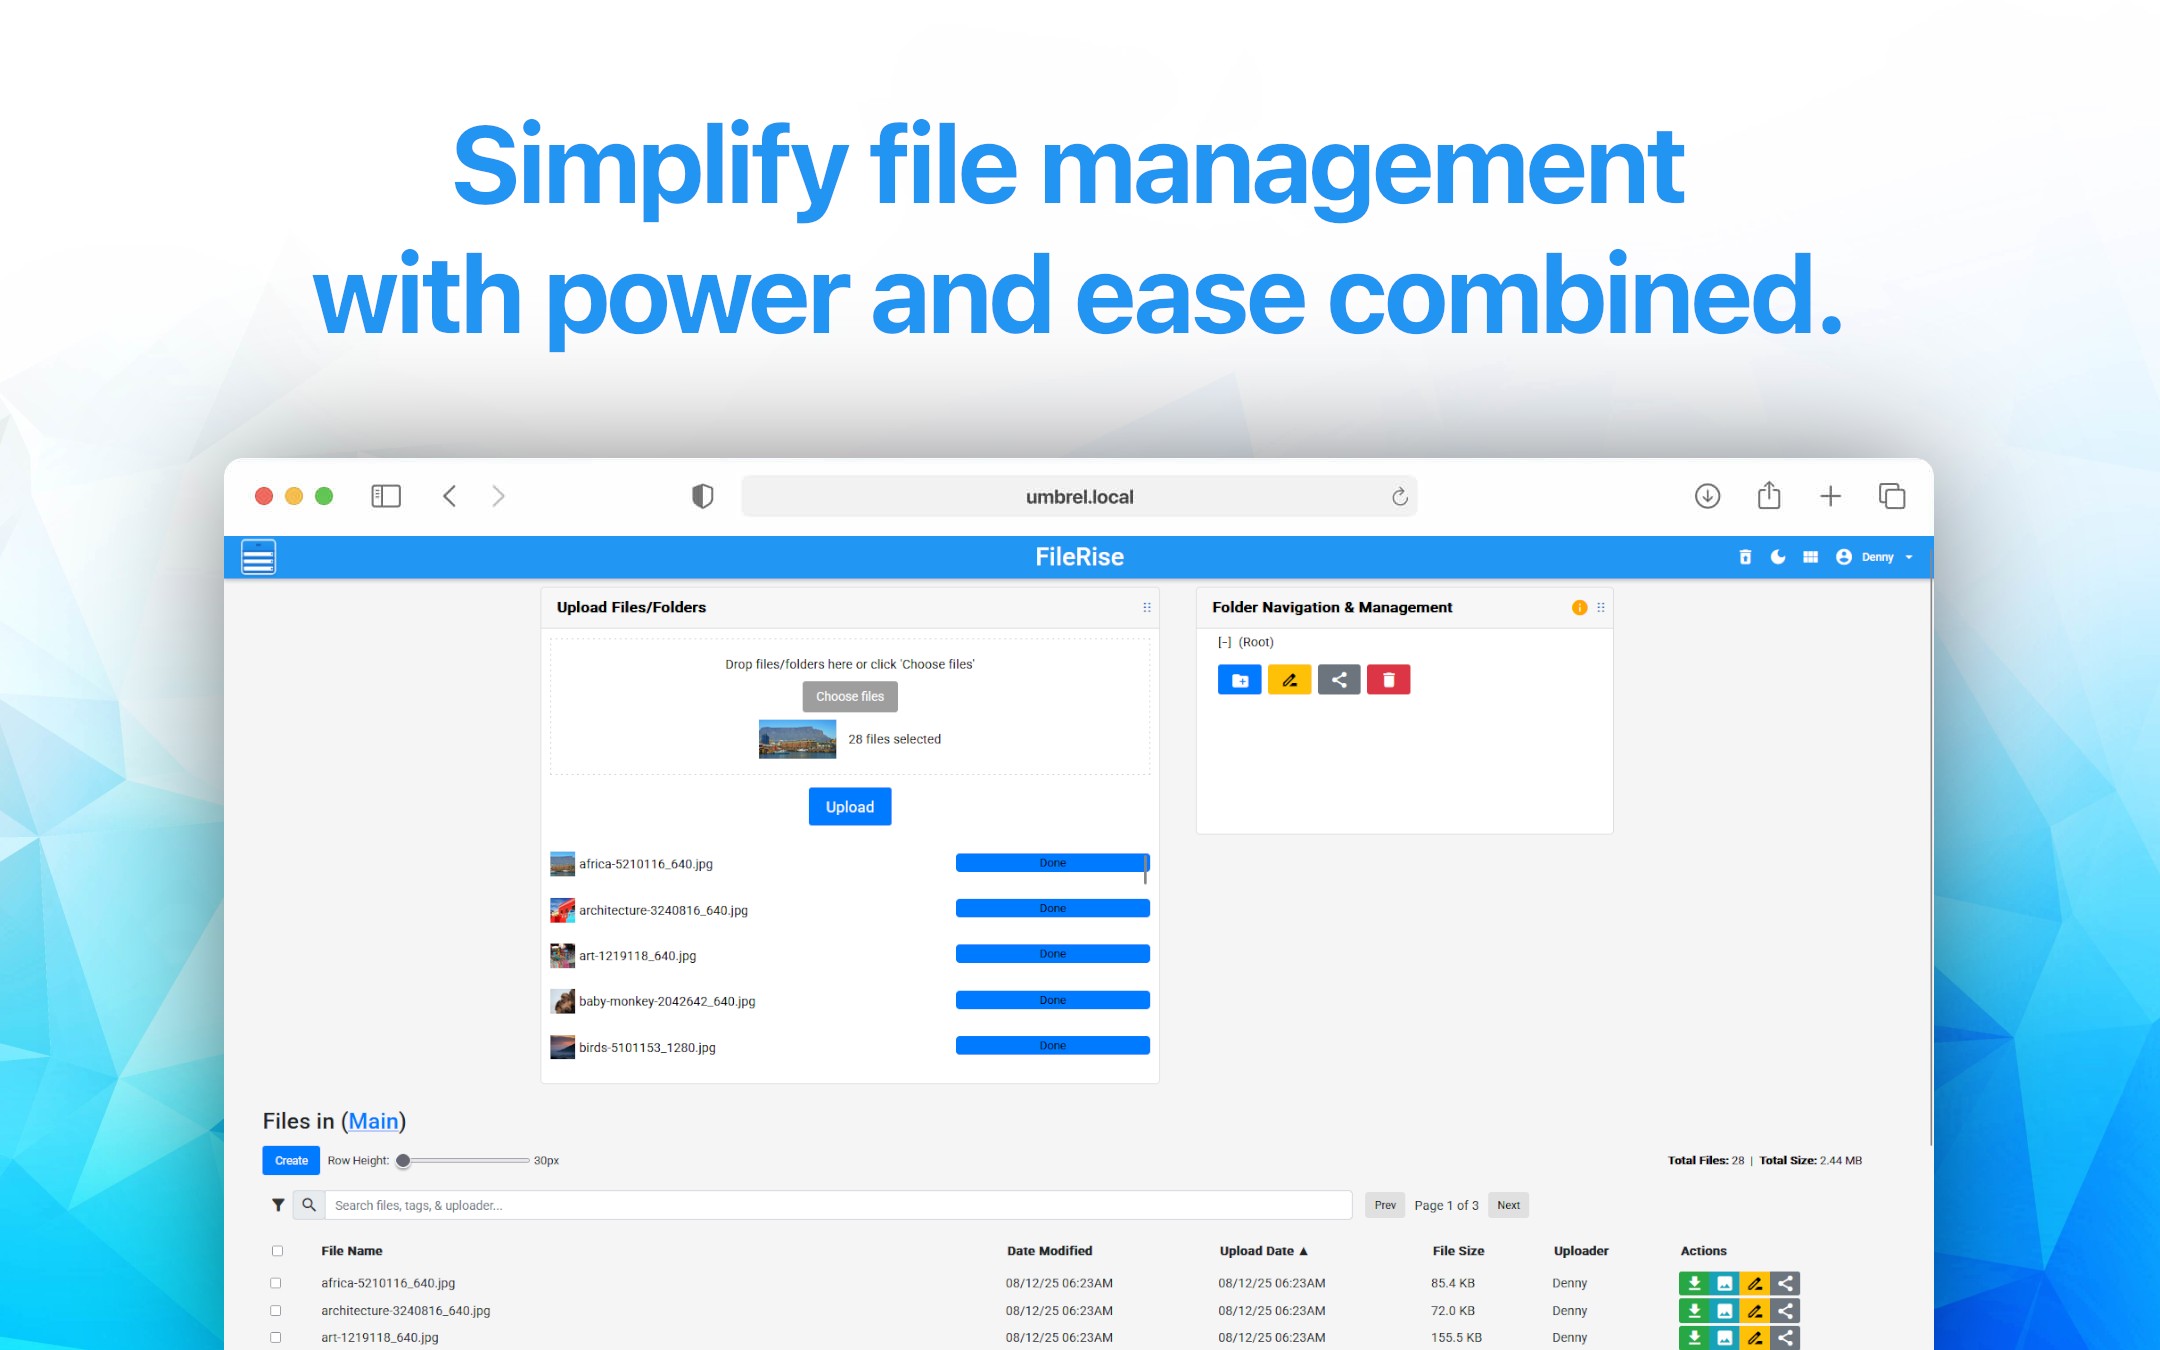 Simplify file management
with power and ease combined.
umbrel.local
FileRise
Denny
Upload Files/Folders
Drop files/folders here or click 'Choose files'
Choose files
28 files selected
Upload
africa-5210116_640.jpg Done
architecture-3240816_640.jpg Done
art-1219118_640.jpg Done
baby-monkey-2042642_640.jpg Done
birds-5101153_1280.jpg Done
Folder Navigation & Management
[-] (Root)
Files in (Main)
Create Row Height: 30px
Total Files: 28 | Total Size: 2.44 MB
Search files, tags, & uploader...
Prev Page 1 of 3 Next
File Name Date Modified Upload Date ▲ File Size Uploader Actions
africa-5210116_640.jpg 08/12/25 06:23AM 08/12/25 06:23AM 85.4 KB Denny
architecture-3240816_640.jpg 08/12/25 06:23AM 08/12/25 06:23AM 72.0 KB Denny
art-1219118_640.jpg 08/12/25 06:23AM 08/12/25 06:23AM 155.5 KB Denny